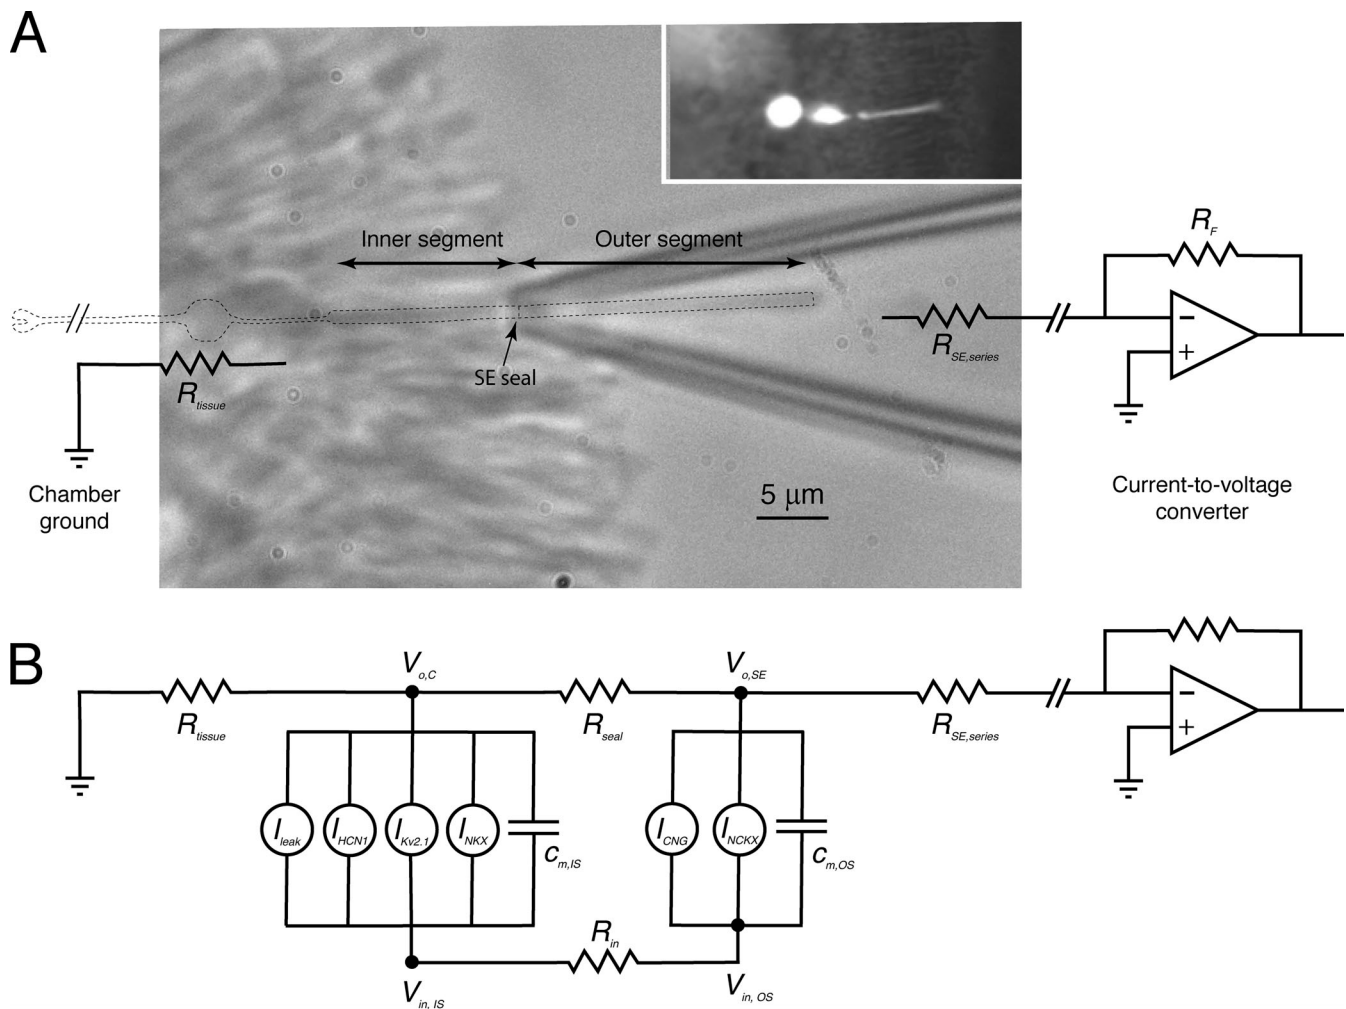 A
Inner segment
Outer segment
R_F
R_SE,series
−
+
SE seal
R_tissue
Chamber
ground
5 μm
Current-to-voltage
converter
B
V_o,C
V_o,SE
R_tissue
R_seal
R_SE,series
−
+
I_leak
I_HCN1
I_Kv2.1
I_NKX
C_m,IS
I_CNG
I_NCKX
C_m,OS
R_in
V_in, IS
V_in, OS